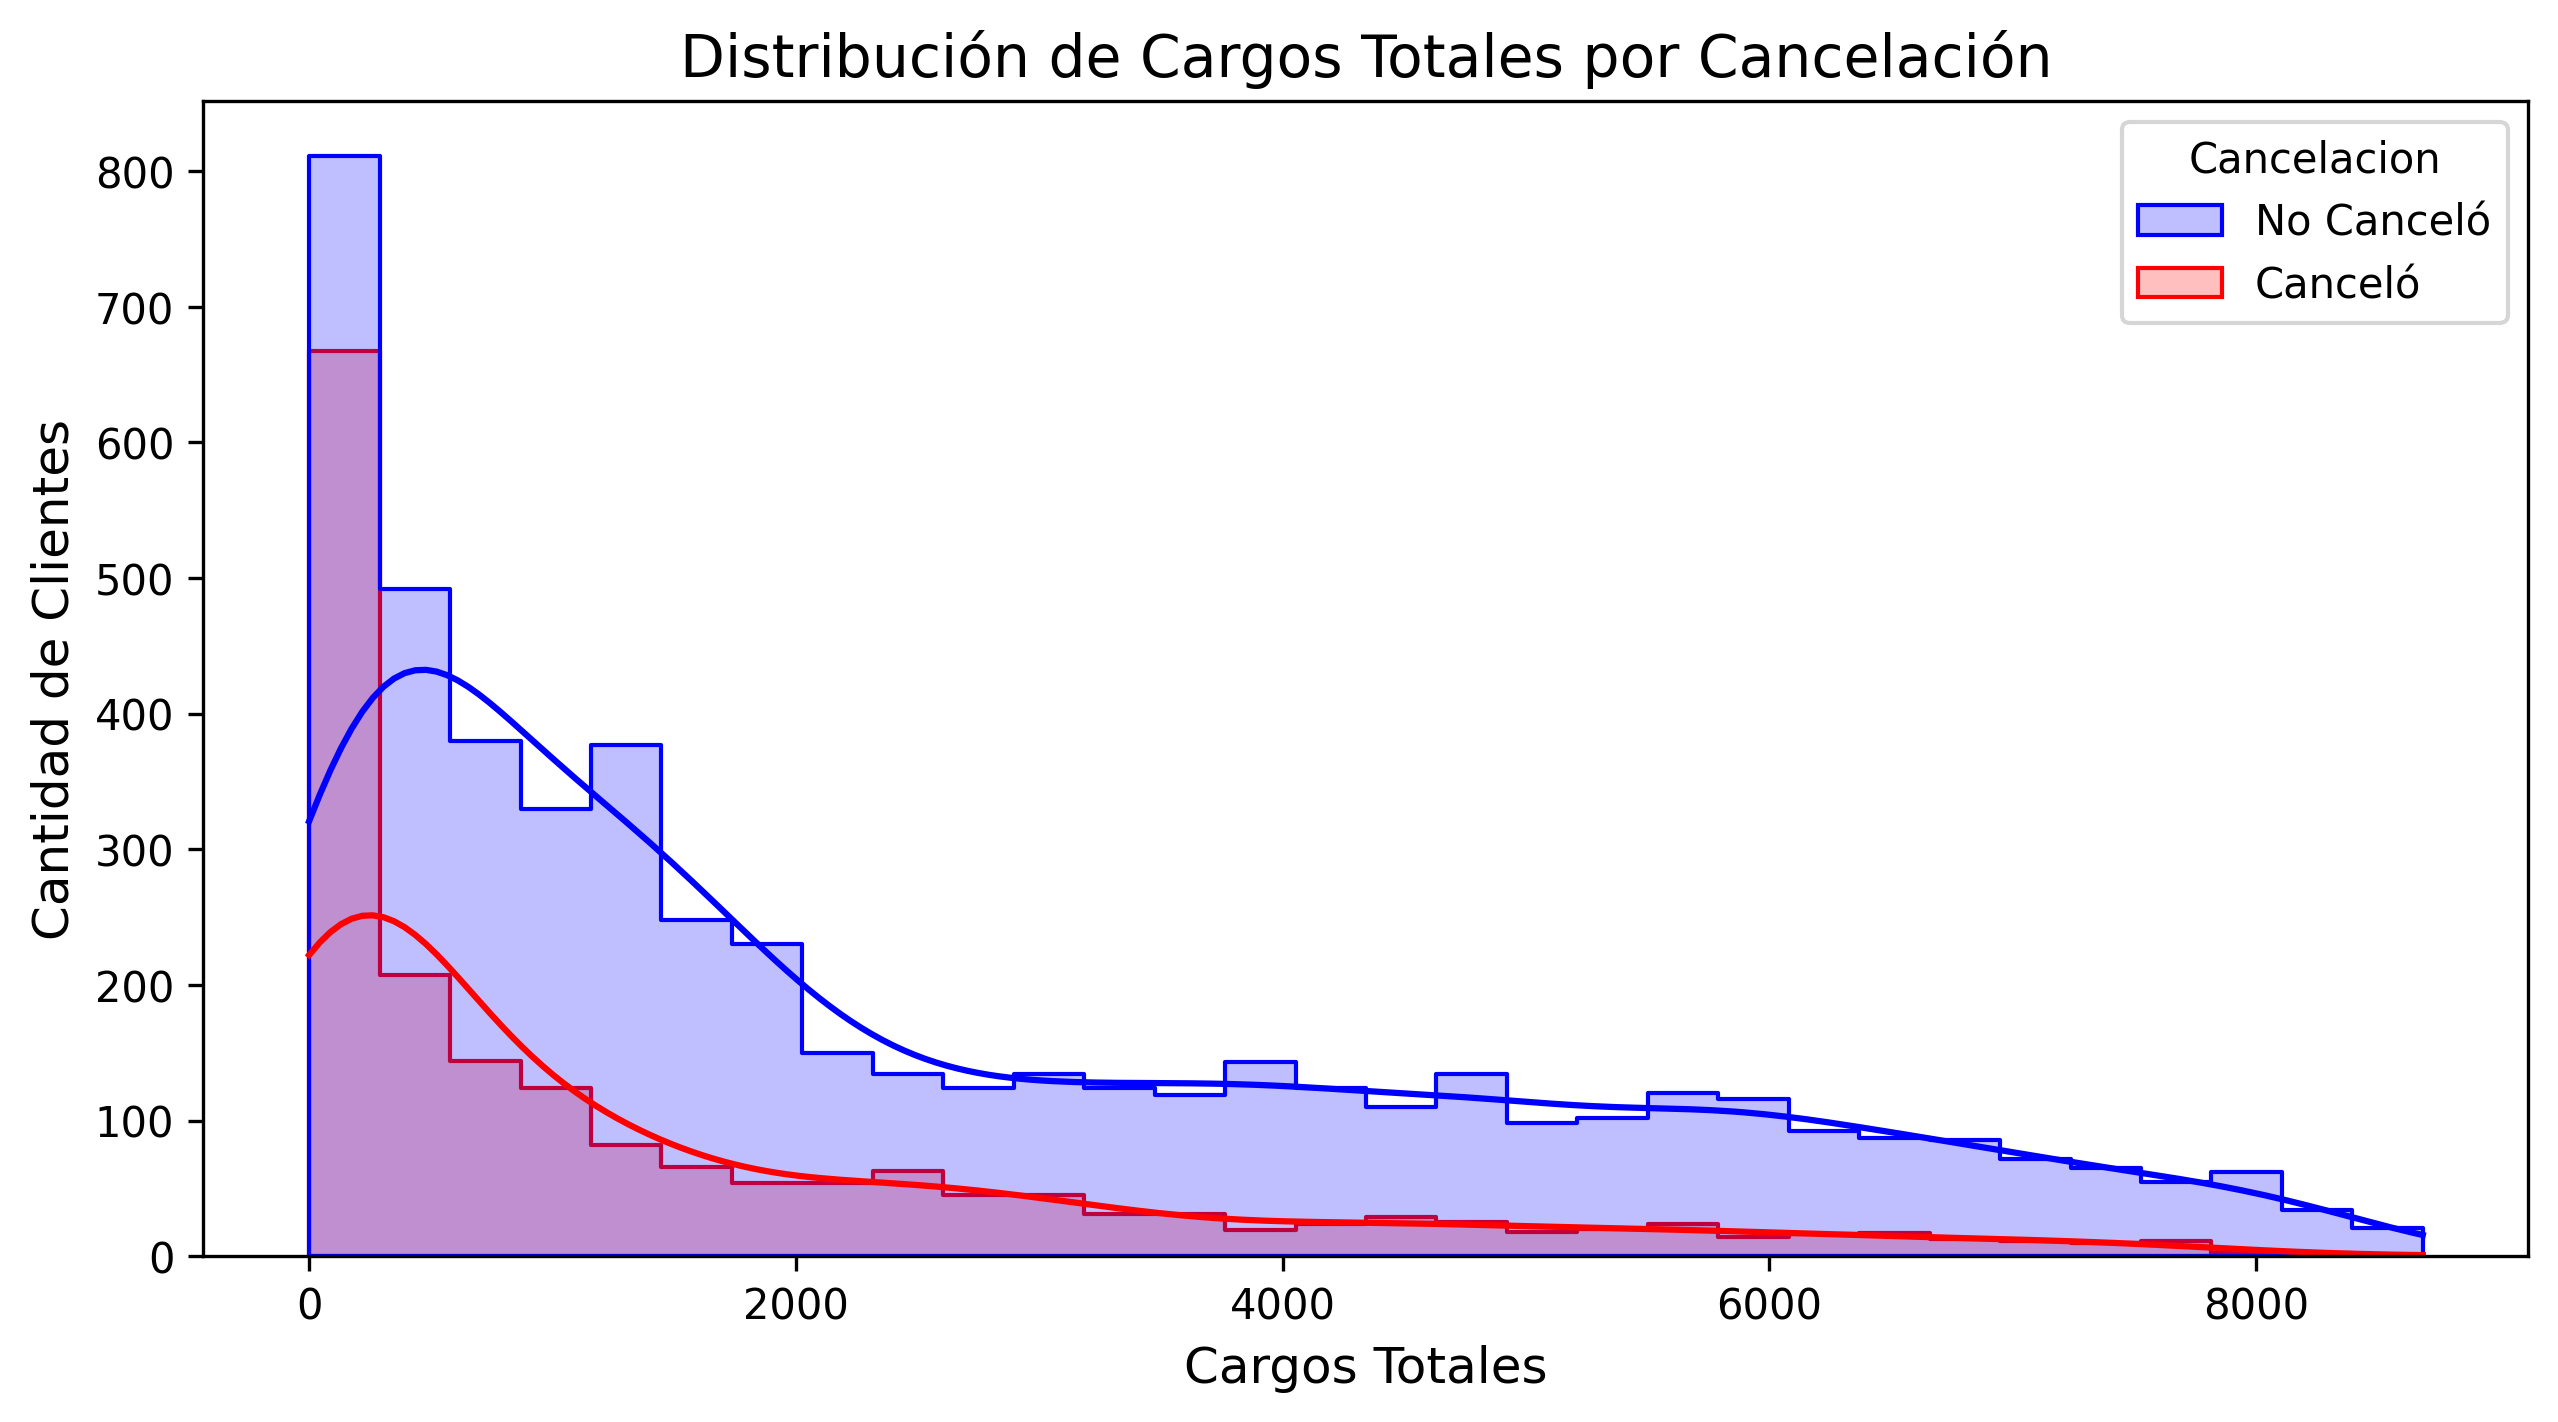 Distribución de Cargos Totales por Cancelación
Cancelacion
No Canceló
Canceló
Cantidad de Clientes
800
700
600
500
400
300
200
100
0
0 2000 4000 6000 8000
Cargos Totales